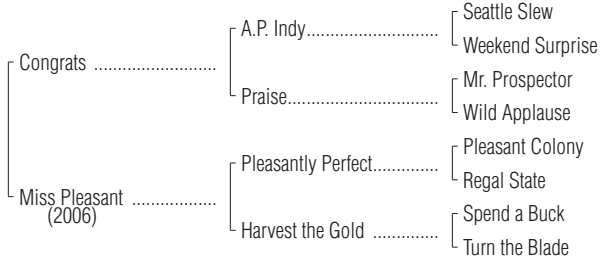 Seattle Slew
A.P. Indy..............................
Weekend Surprise
Congrats ............................
Mr. Prospector
Praise...................................
Wild Applause
Pleasant Colony
Pleasantly Perfect...............
Regal State
Miss Pleasant ...................
(2006)
Spend a Buck
Harvest the Gold ...............
Turn the Blade